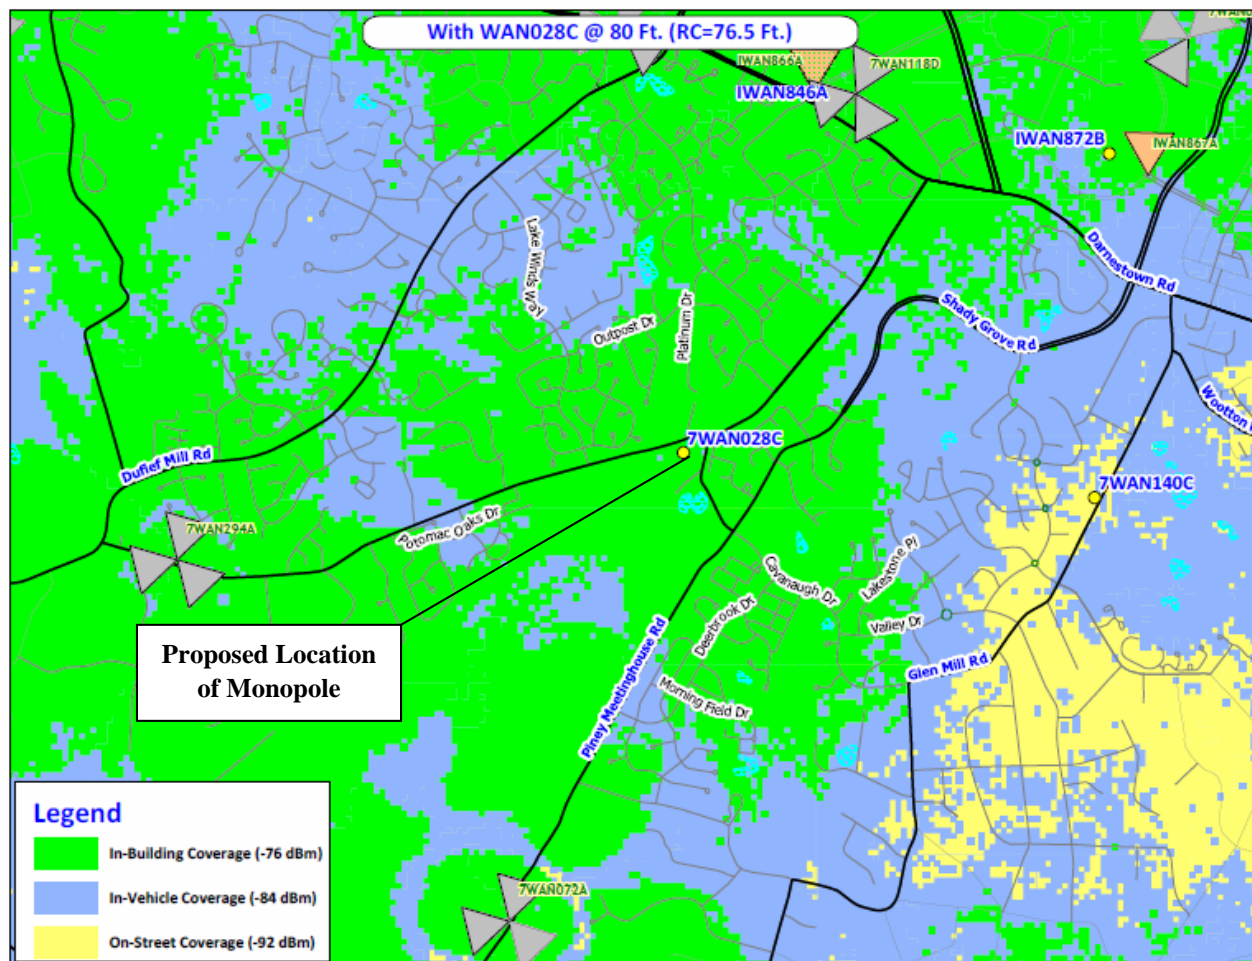 With WAN028C @ 80 Ft. (RC=76.5 Ft.)
IWAN866A
7WAN118D
IWAN846A
IWAN872B
IWAN867A
Lake Winds Way
Darnestown Rd
Shady Grove Rd
Outpost Dr
Platinum Dr
7WAN028C
Dufief Mill Rd
7WAN140C
7WAN294A
Potomac Oaks Dr
Cavanaugh Dr
Lakestone Pl
Deerbrook Dr
Valley Dr
Proposed Location
of Monopole
Piney Meetinghouse Rd
Glen Mill Rd
Morning Field Dr
Legend
In-Building Coverage (-76 dBm)
In-Vehicle Coverage (-84 dBm)
On-Street Coverage (-92 dBm)
7WAN072A
Wootton